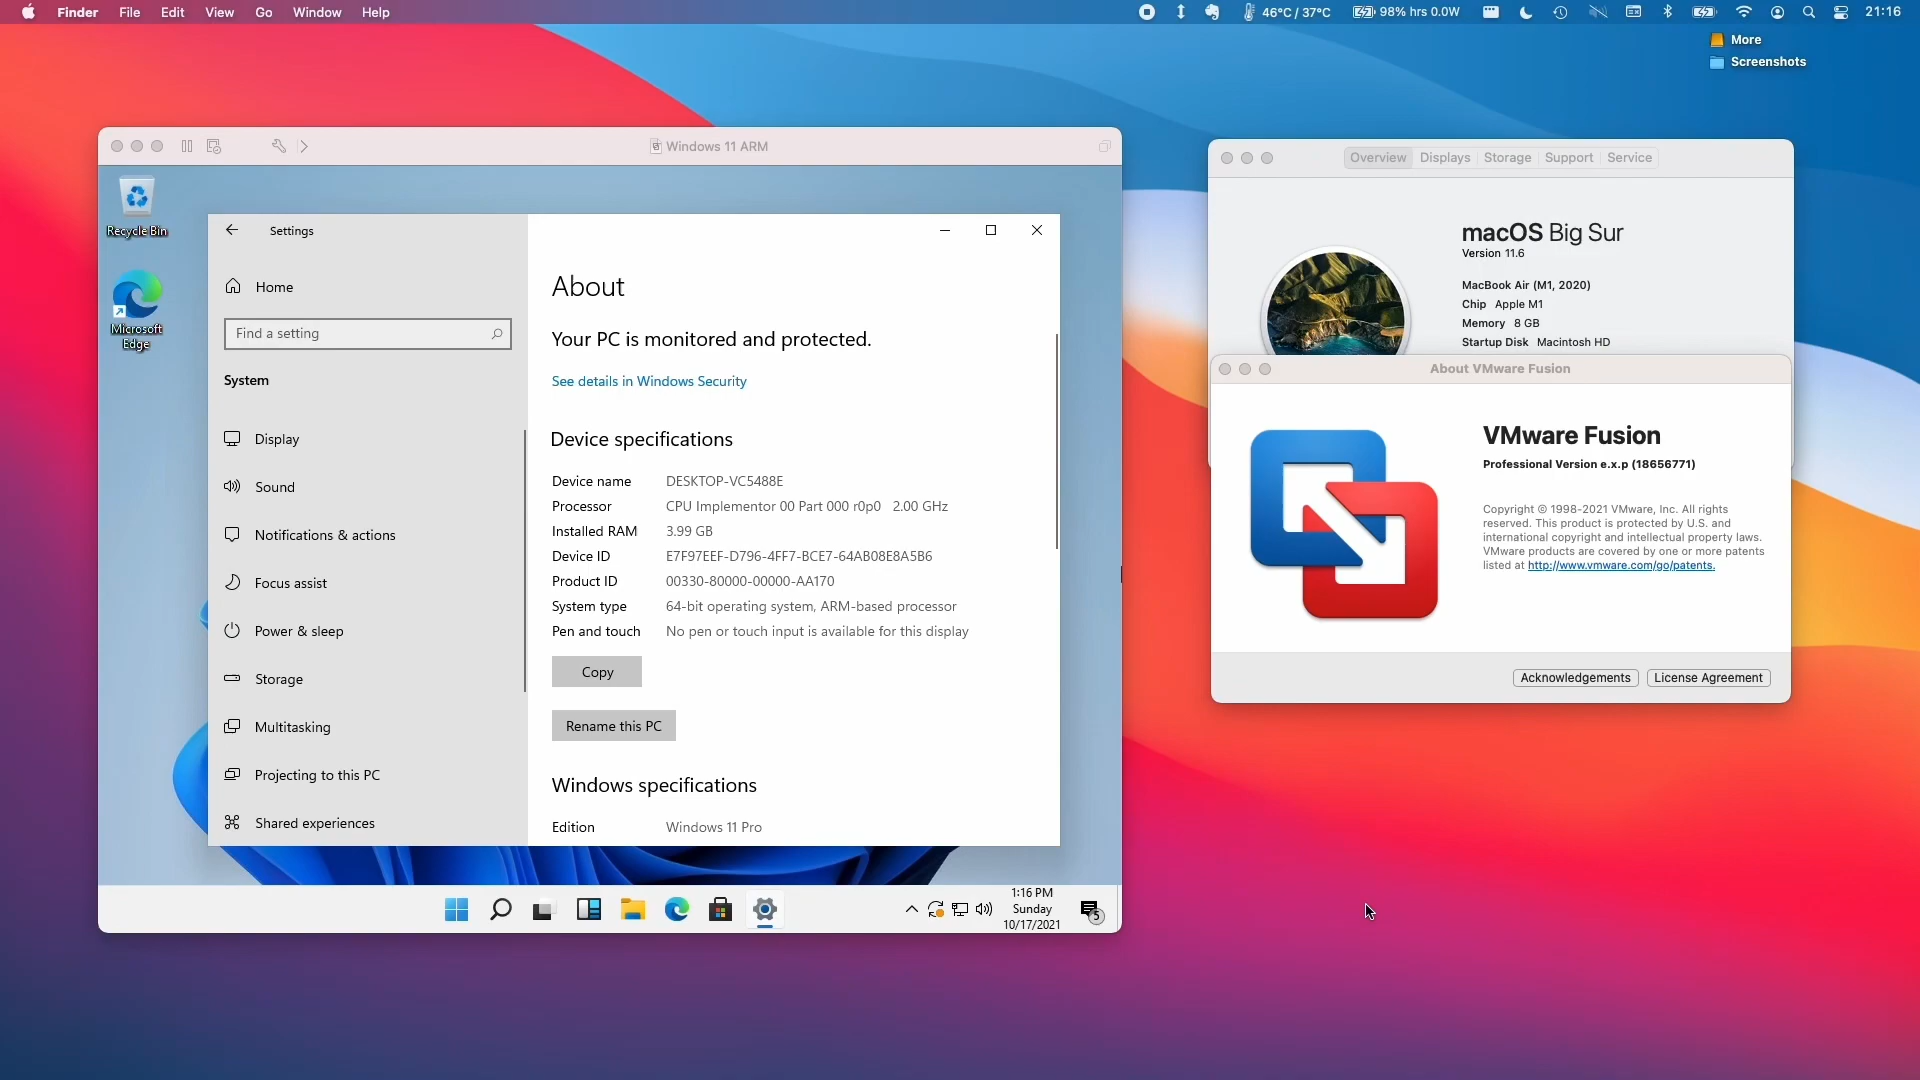 Finder File Edit View Go Window Help
46°C / 37°C 98% hrs 0.0W 21:16
More
Screenshots
Windows 11 ARM
Recycle Bin
Microsoft
Edge
Settings
Home
Find a setting
System
Display
Sound
Notifications & actions
Focus assist
Power & sleep
Storage
Multitasking
Projecting to this PC
Shared experiences
About
Your PC is monitored and protected.
See details in Windows Security
Device specifications
Device name DESKTOP-VC5488E
Processor CPU Implementor 00 Part 000 r0p0 2.00 GHz
Installed RAM 3.99 GB
Device ID E7F97EEF-D796-4FF7-BCE7-64AB08E8A5B6
Product ID 00330-80000-00000-AA170
System type 64-bit operating system, ARM-based processor
Pen and touch No pen or touch input is available for this display
Copy
Rename this PC
Windows specifications
Edition Windows 11 Pro
1:16 PM
Sunday
10/17/2021
5
Overview Displays Storage Support Service
macOS Big Sur
Version 11.6
MacBook Air (M1, 2020)
Chip Apple M1
Memory 8 GB
Startup Disk Macintosh HD
About VMware Fusion
VMware Fusion
Professional Version e.x.p (18656771)
Copyright © 1998-2021 VMware, Inc. All rights
reserved. This product is protected by U.S. and
international copyright and intellectual property laws.
VMware products are covered by one or more patents
listed at http://www.vmware.com/go/patents.
Acknowledgements License Agreement